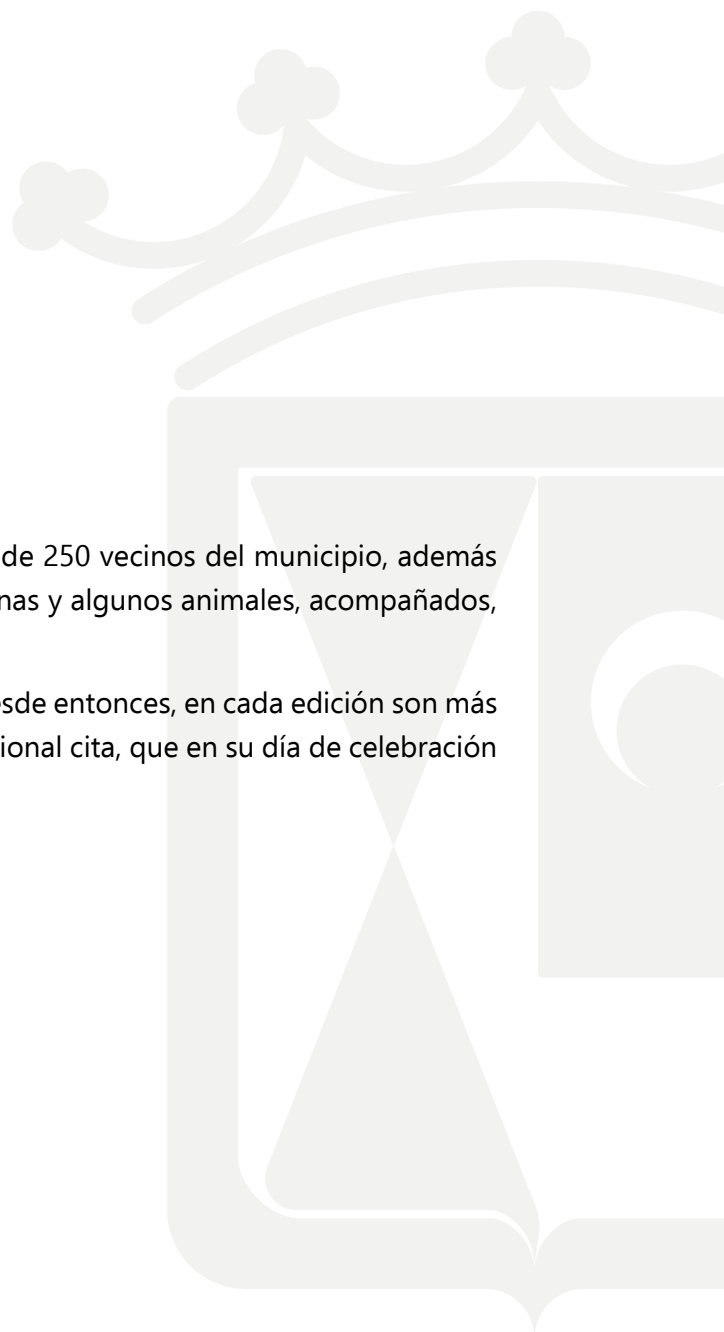 de 250 vecinos del municipio, además
nas y algunos animales, acompañados,
sde entonces, en cada edición son más
ional cita, que en su día de celebración